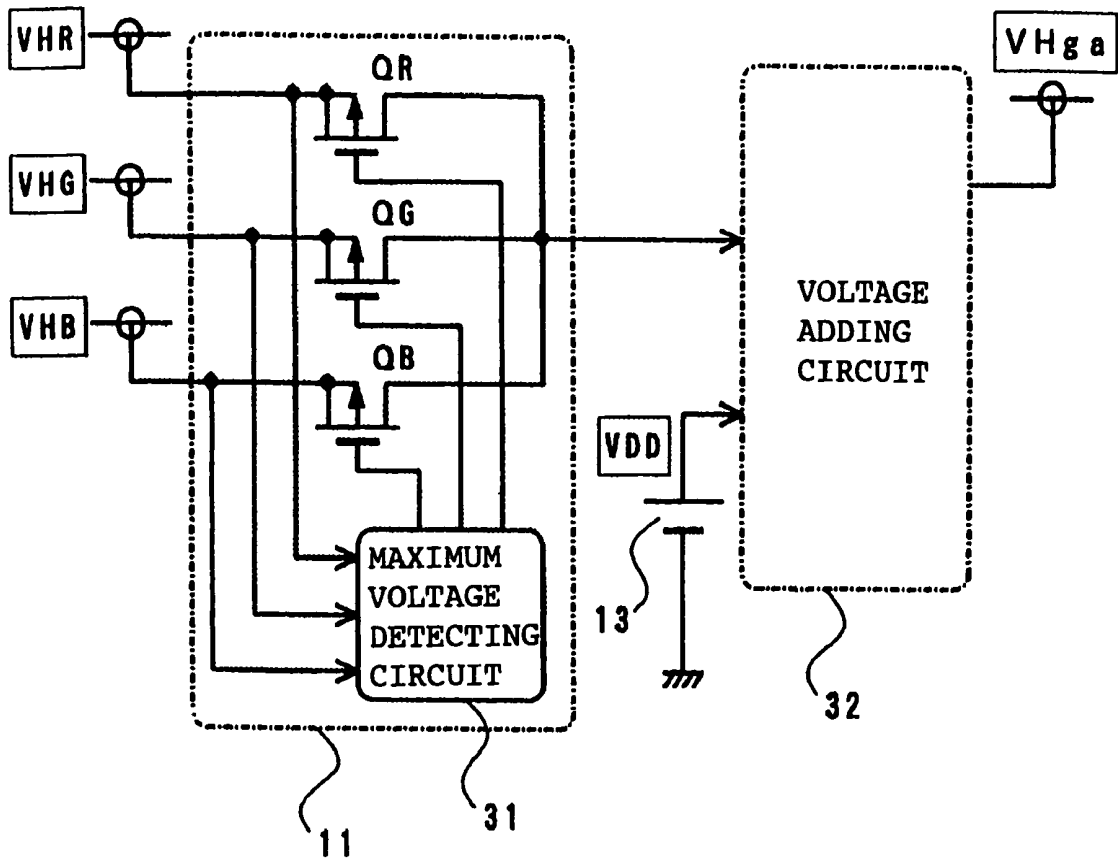 VHR
VHG
VHB
QR
QG
QB
MAXIMUM
VOLTAGE
DETECTING
CIRCUIT
11
31
VDD
13
VOLTAGE
ADDING
CIRCUIT
32
VHga